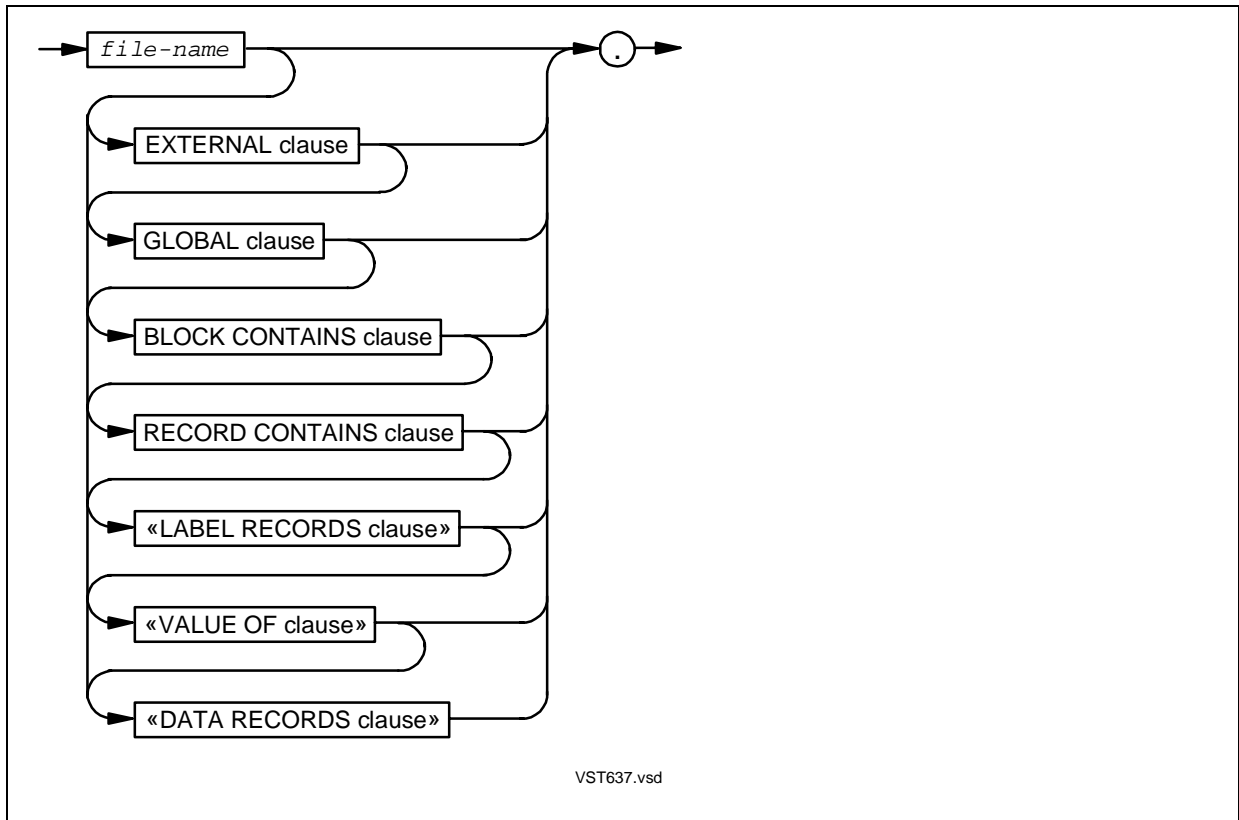 file-name
.
EXTERNAL clause
GLOBAL clause
BLOCK CONTAINS clause
RECORD CONTAINS clause
«LABEL RECORDS clause»
«VALUE OF clause»
«DATA RECORDS clause»
VST637.vsd